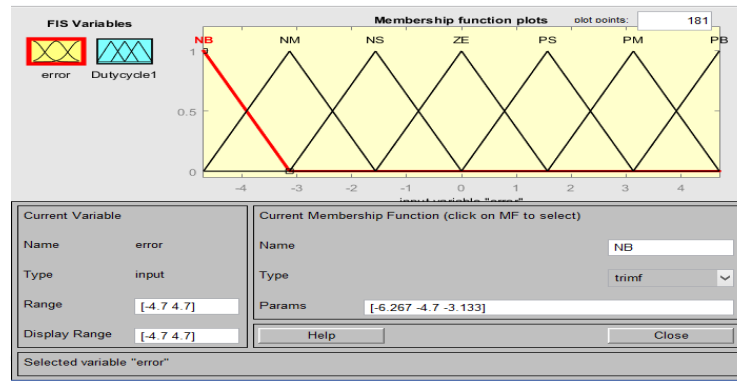 FIS Variables
Membership function plots
plot points:
181
NB NM NS ZE PS PM PB
error Dutycycle1
1
0.5
0
-4 -3 -2 -1 0 1 2 3 4
input variable "error"
Current Variable
Current Membership Function (click on MF to select)
Name error
Name NB
Type input
Type trimf
Range [-4.7 4.7]
Params [-6.267 -4.7 -3.133]
Display Range [-4.7 4.7]
Help Close
Selected variable "error"